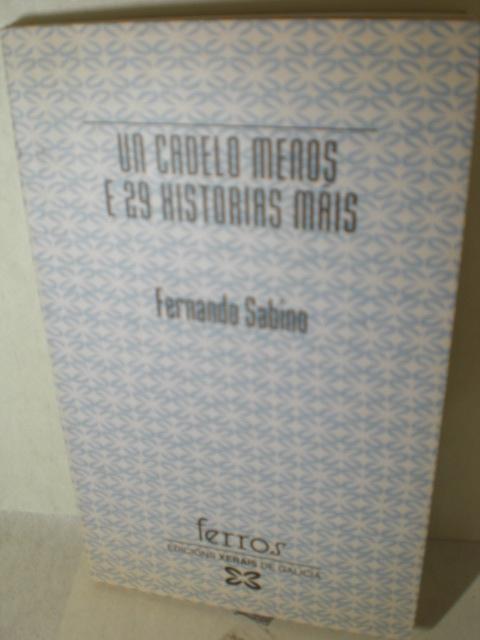 UN CADELO MENOS
E 29 HISTORIAS MÁIS
Fernando Sabino
ferros
EDICIÓNS XERAIS DE GALICIA